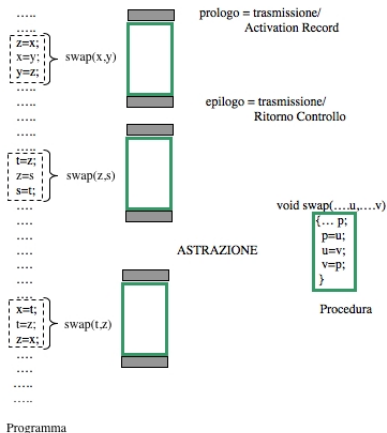 .....
.....
z=x;
x=y;
y=z;
swap(x,y)
.....
.....
.....
.....
.....
t=z;
z=s
s=t;
swap(z,s)
....
....
....
....
....
....
....
x=t;
t=z;
z=x;
swap(t,z)
....
....
.....
.....
Programma
prologo = trasmissione/
Activation Record
epilogo = trasmissione/
Ritorno Controllo
ASTRAZIONE
void swap(....u,....v)
{... p;
p=u;
u=v;
v=p;
}
Procedura